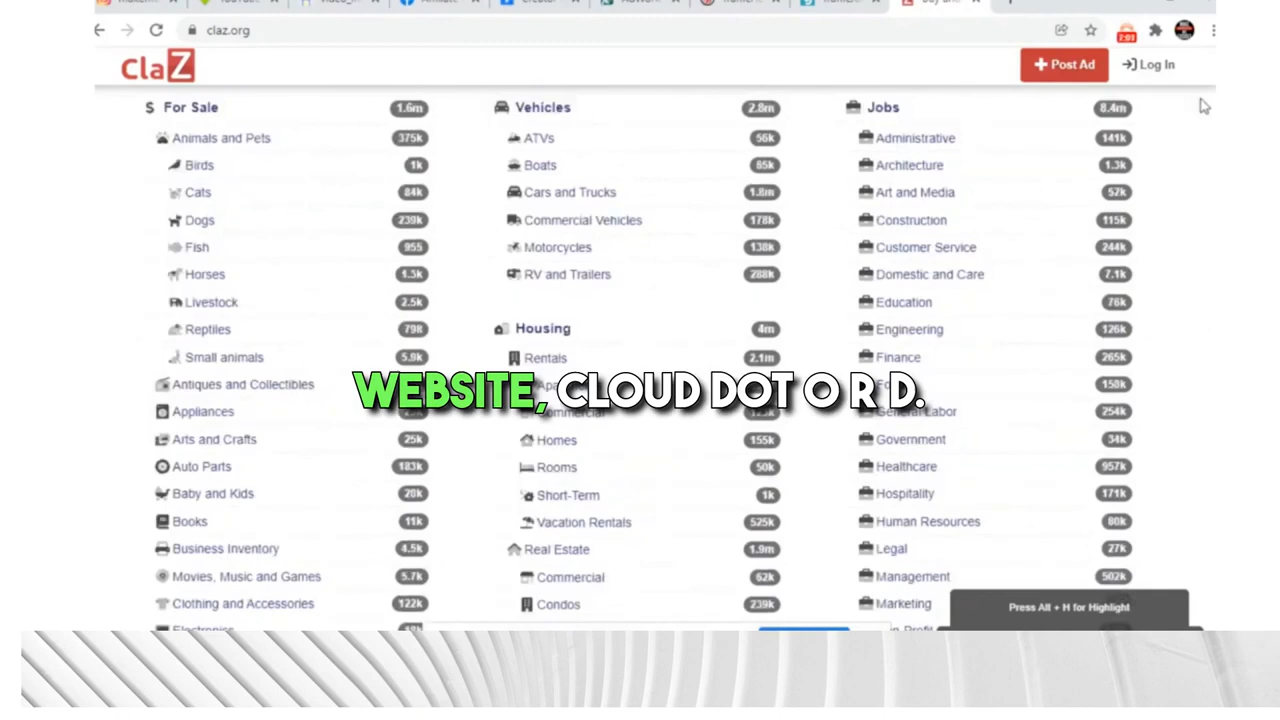 claz.org
2:03
ClaZ
Post Ad
Log In
For Sale 1.6m
Animals and Pets 375k
Birds 1k
Cats 84k
Dogs 239k
Fish 955
Horses 1.5k
Livestock 2.5k
Reptiles 798
Small animals 5.9k
Antiques and Collectibles
Appliances
Arts and Crafts 25k
Auto Parts 183k
Baby and Kids 28k
Books 11k
Business Inventory 4.5k
Movies, Music and Games 5.7k
Clothing and Accessories 122k
Electronics
Vehicles 2.8m
ATVs 56k
Boats 85k
Cars and Trucks 1.8m
Commercial Vehicles 178k
Motorcycles 138k
RV and Trailers 288k
Housing 4m
Rentals 2.1m
Commercial
Homes 155k
Rooms 50k
Short-Term 1k
Vacation Rentals 525k
Real Estate 1.9m
Commercial 62k
Condos 239k
Jobs 8.4m
Administrative 141k
Architecture 1.3k
Art and Media 57k
Construction 115k
Customer Service 244k
Domestic and Care 7.1k
Education 76k
Engineering 126k
Finance 265k
158k
General Labor 254k
Government 34k
Healthcare 957k
Hospitality 171k
Human Resources 80k
Legal 27k
Management 502k
Marketing
WEBSITE, CLOUD DOT O R D.
Press All + H for Highlight